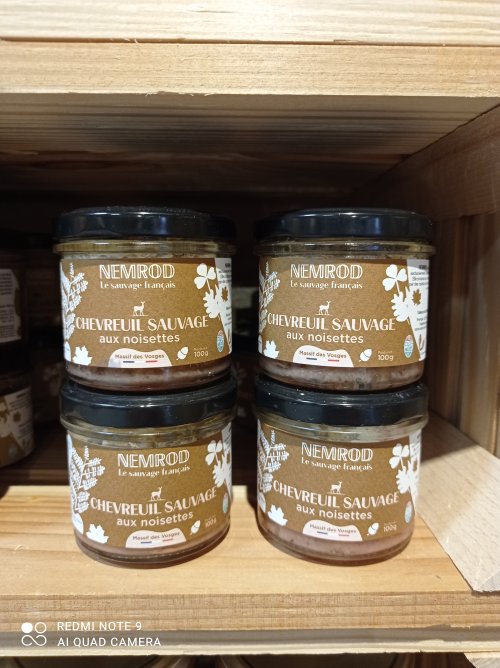 NEMROD
Le sauvage français
CHEVREUIL SAUVAGE
aux noisettes
Massif des Vosges
100g
NEMROD
Le sauvage français
CHEVREUIL SAUVAGE
aux noisettes
Massif des Vosges
100g
NEMROD
Le sauvage français
CHEVREUIL SAUVAGE
aux noisettes
Massif des Vosges
100g
NEMROD
Le sauvage français
CHEVREUIL SAUVAGE
aux noisettes
Massif des Vosges
100g
REDMI NOTE 9
AI QUAD CAMERA